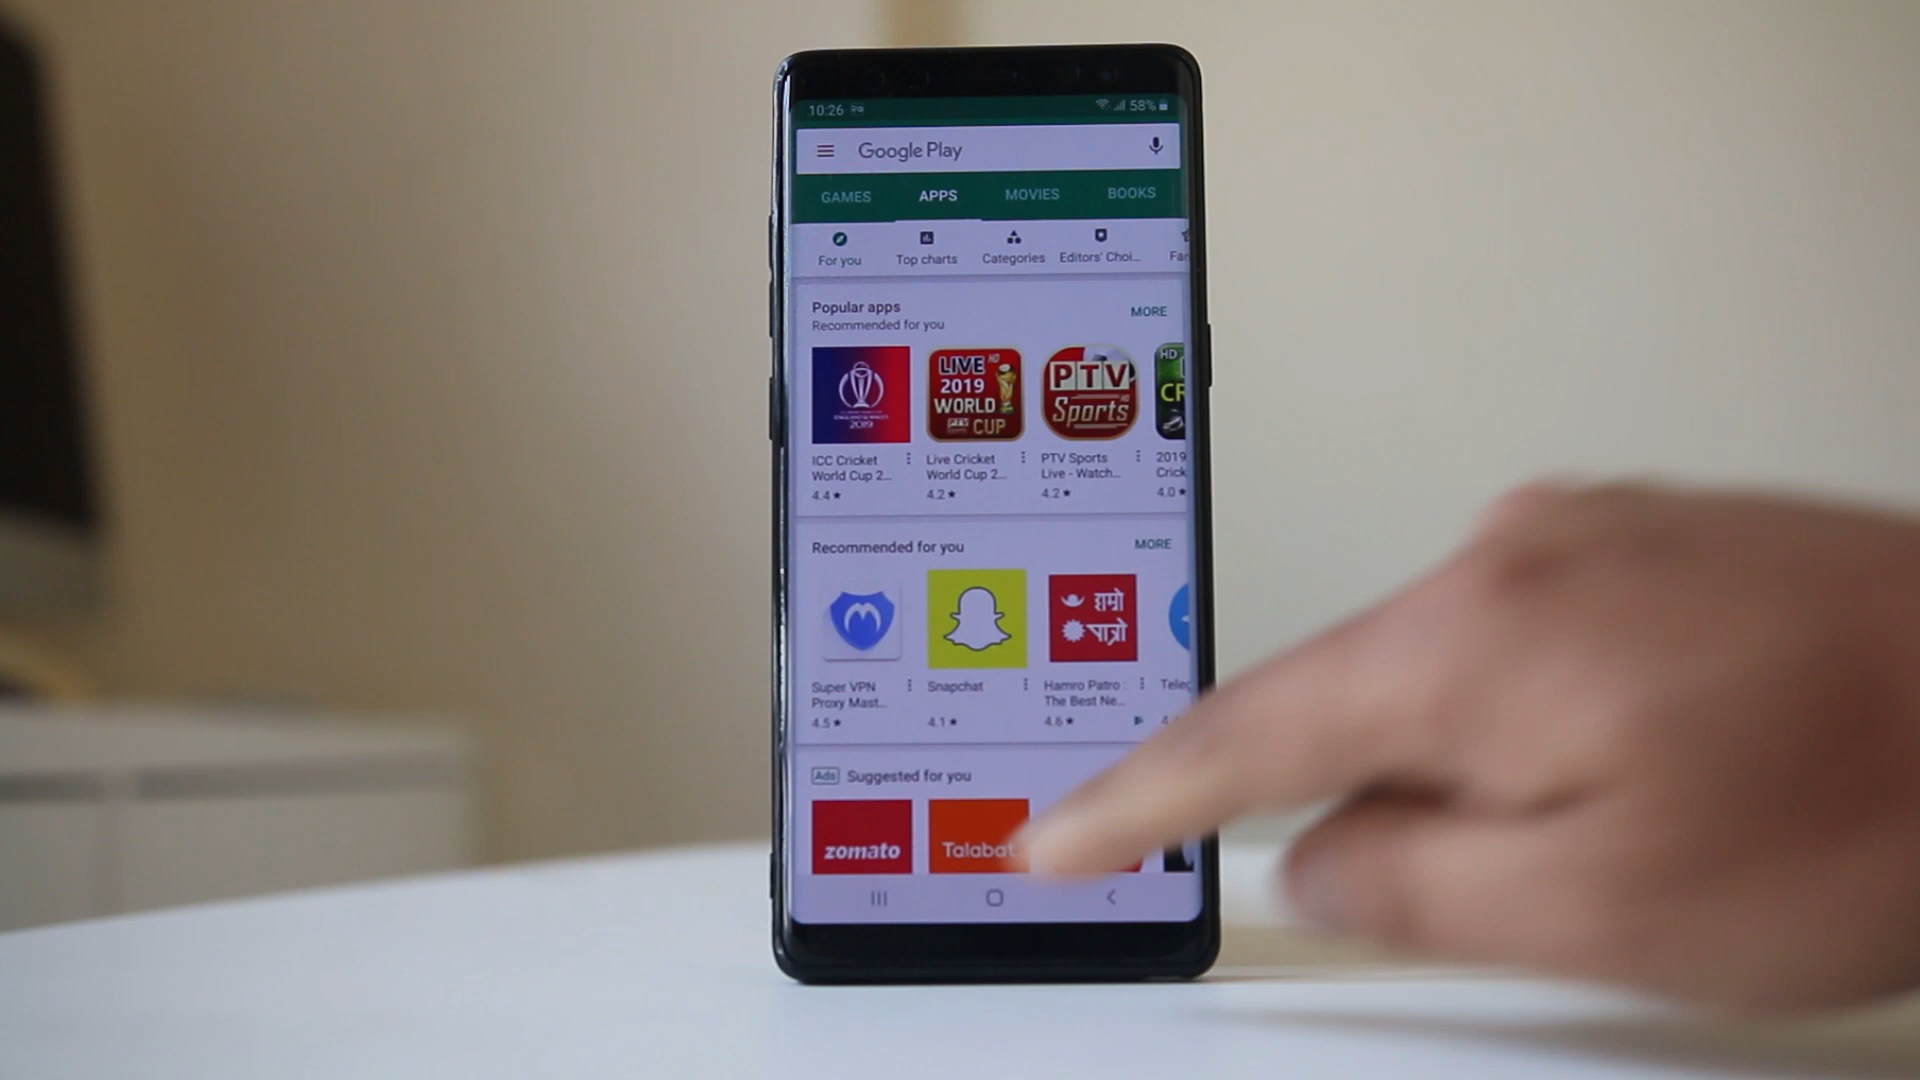 10:26
58%
Google Play
GAMES APPS MOVIES BOOKS
For you Top charts Categories Editors' Choi...
Popular apps
MORE
Recommended for you
2019
LIVE HD
2019
WORLD
CUP
PTV
Sports
HD
ICC Cricket
World Cup 2...
4.4★
Live Cricket
World Cup 2...
4.2★
PTV Sports
Live - Watch...
4.2★
2019
Crick
4.0★
Recommended for you
MORE
हाम्रो
पात्रो
Super VPN
Proxy Mast...
4.5★
Snapchat
4.1★
Hamro Patro :
The Best Ne...
4.6★
Ads Suggested for you
zomato
Talabat